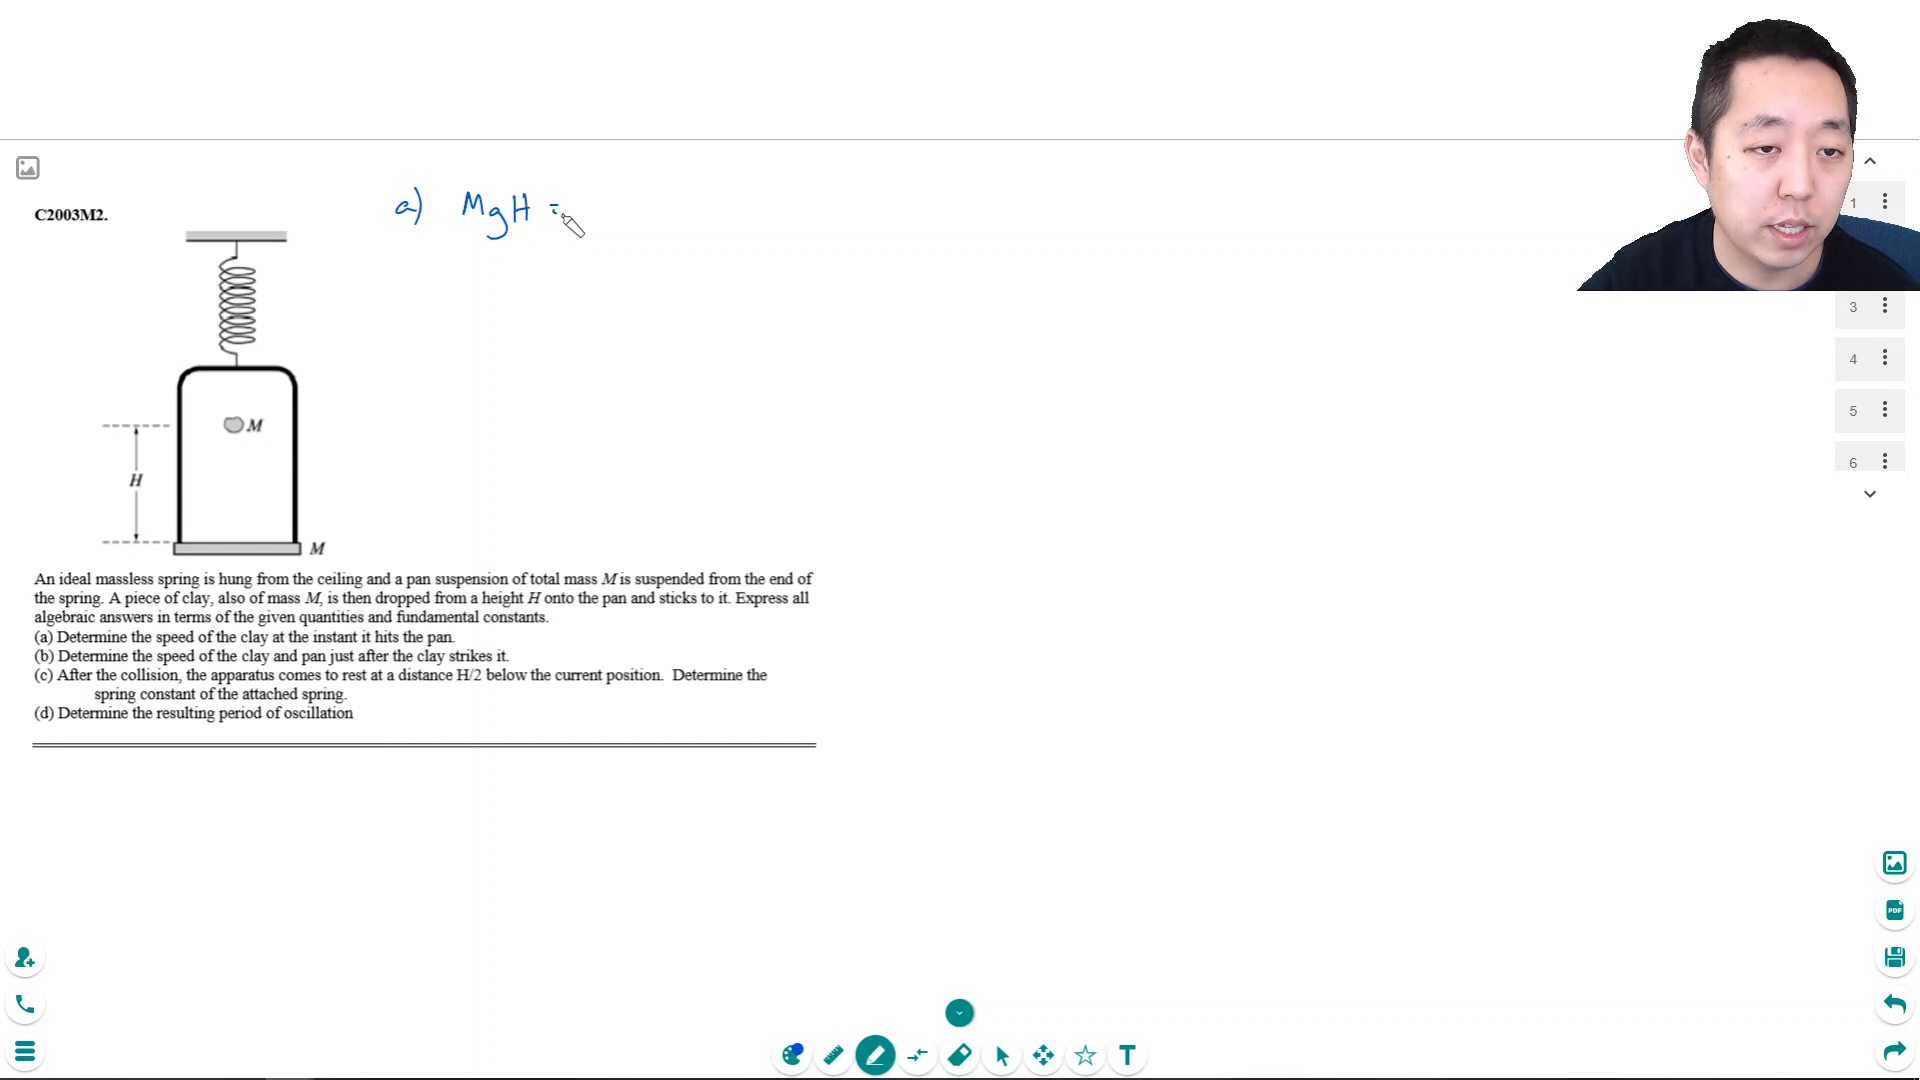 C2003M2.
a) MgH =
M
H
M
An ideal massless spring is hung from the ceiling and a pan suspension of total mass M is suspended from the end of
the spring. A piece of clay, also of mass M, is then dropped from a height H onto the pan and sticks to it. Express all
algebraic answers in terms of the given quantities and fundamental constants.
(a) Determine the speed of the clay at the instant it hits the pan.
(b) Determine the speed of the clay and pan just after the clay strikes it.
(c) After the collision, the apparatus comes to rest at a distance H/2 below the current position. Determine the
spring constant of the attached spring.
(d) Determine the resulting period of oscillation
1
3
4
5
6
PDF
T